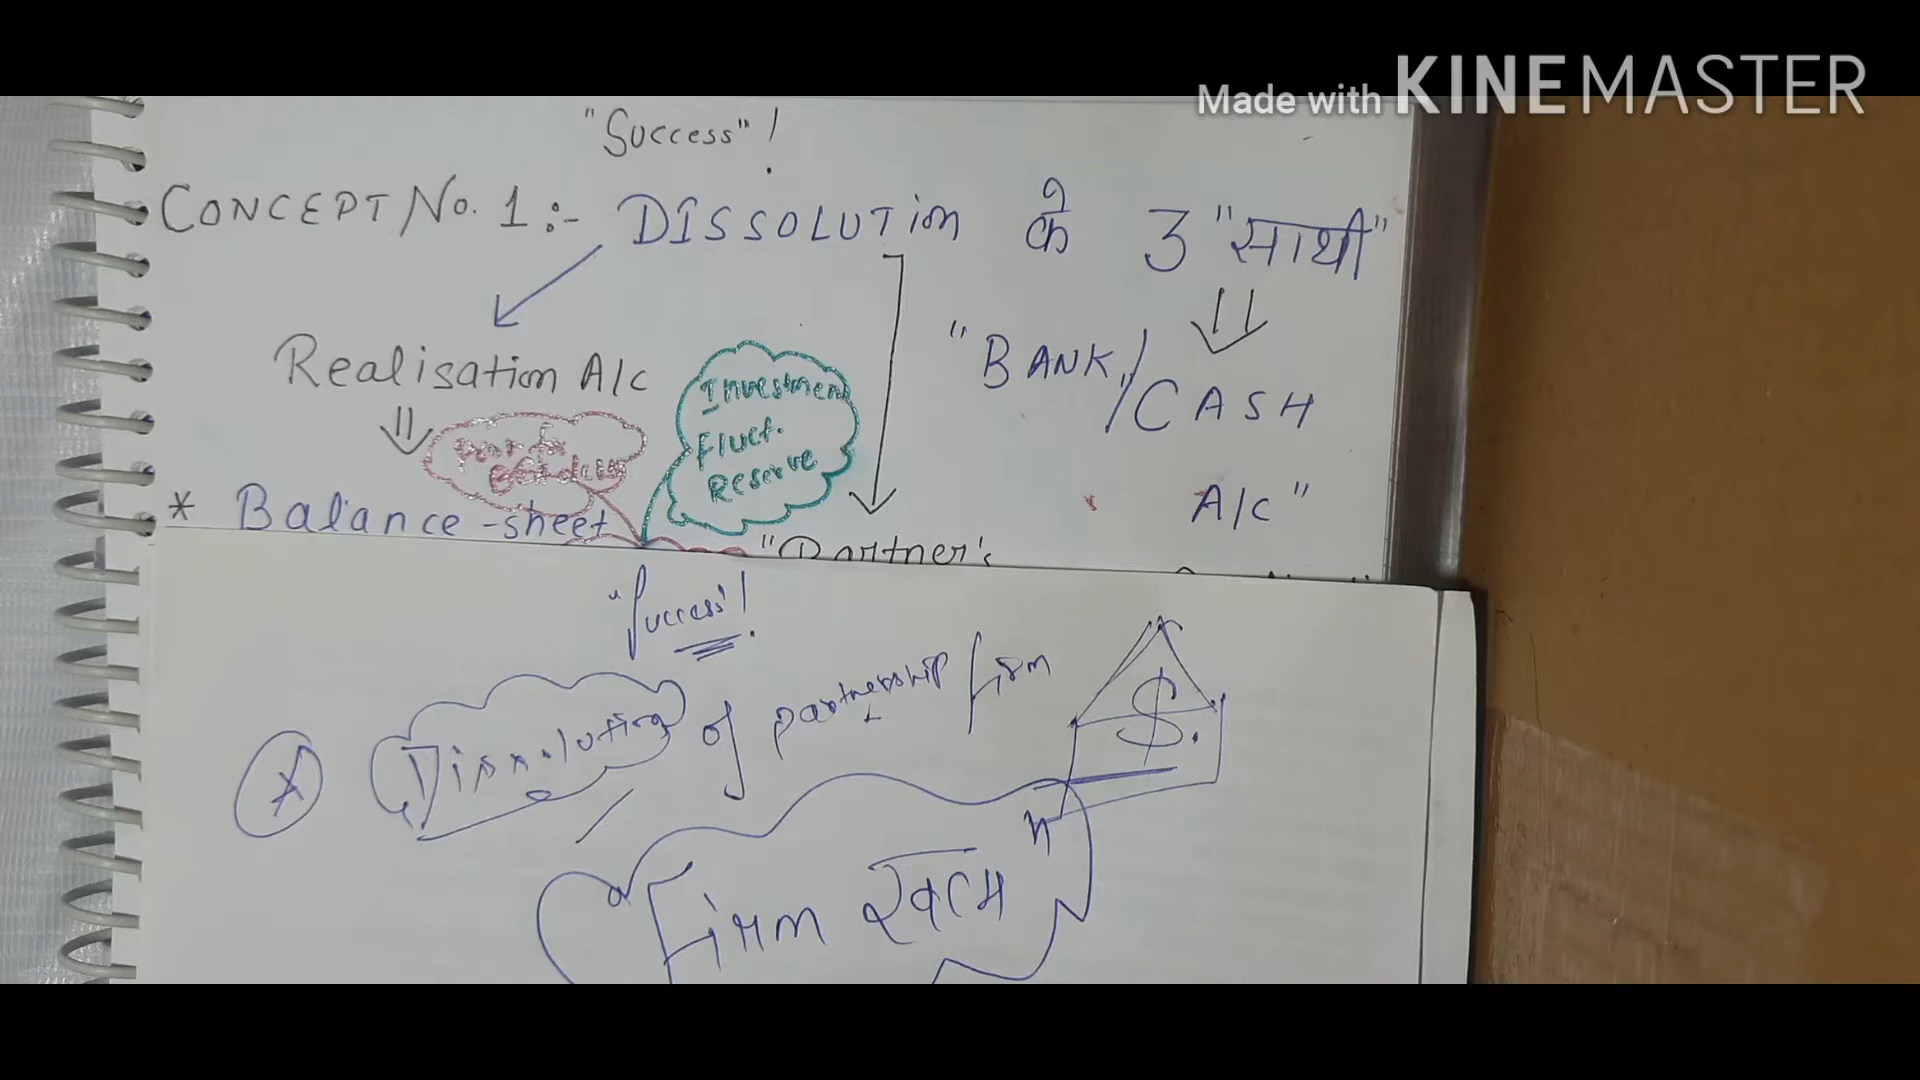 Made with KINEMASTER
"Success"!
CONCEPT No. 1:- DISSOLUTION के 3 "साथी"
"BANK/CASH A/c"
Realisation A/c
Investment Fluct. Reserve
* Balance-sheet
"Partner's
"Success"!
Dissolution of partnership firm
$
Firm खत्म"